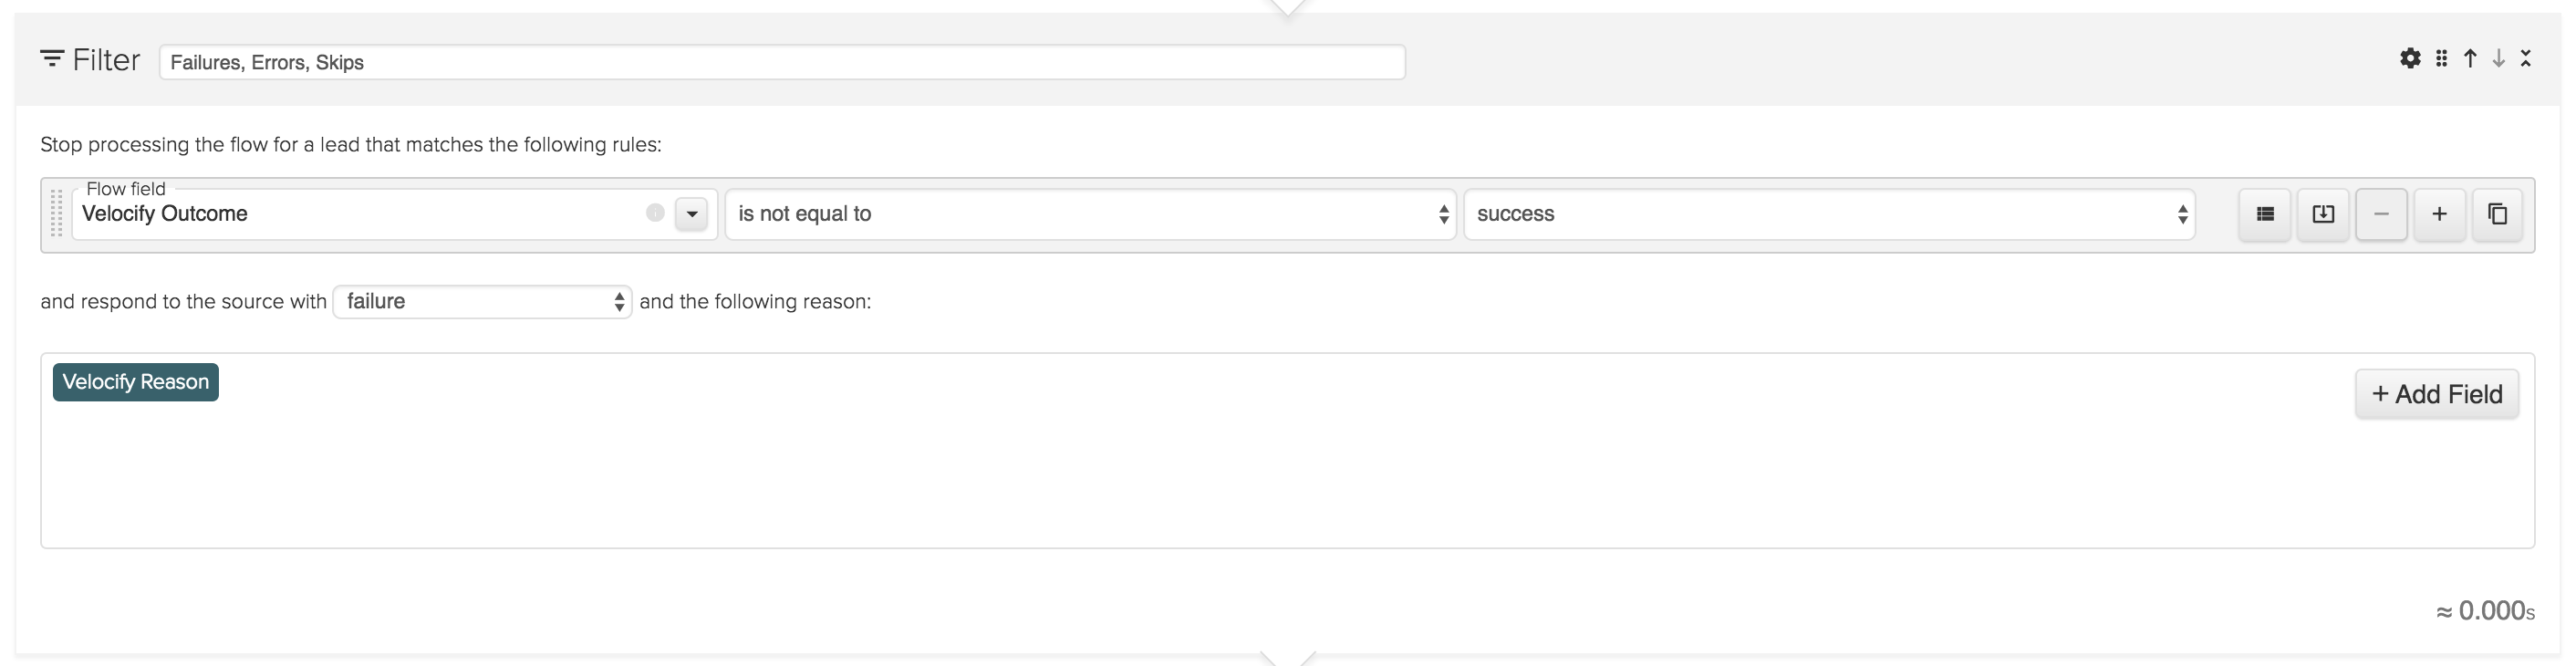 Filter Failures, Errors, Skips
Stop processing the flow for a lead that matches the following rules:
Flow field
Velocify Outcome is not equal to success
and respond to the source with failure and the following reason:
Velocify Reason + Add Field
≈ 0.000s